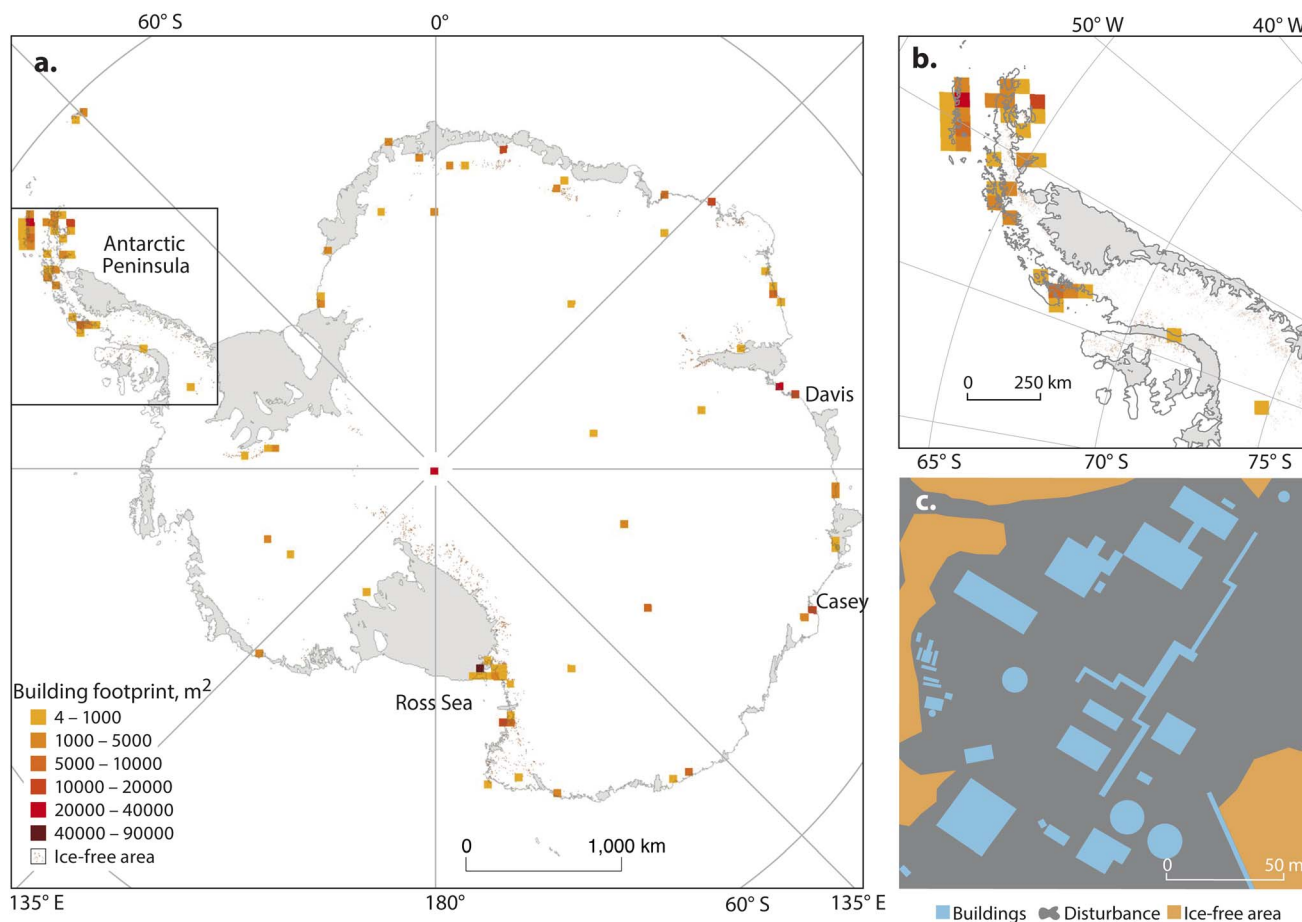 60° S
0°
a.
Antarctic
Peninsula
Davis
Casey
Ross Sea
Building footprint, m²
4 – 1000
1000 – 5000
5000 – 10000
10000 – 20000
20000 – 40000
40000 – 90000
Ice-free area
0
1,000 km
135° E
180°
60° S
135° E
50° W
40° W
b.
0
250 km
65° S
70° S
75° S
c.
0
50 m
Buildings
Disturbance
Ice-free area